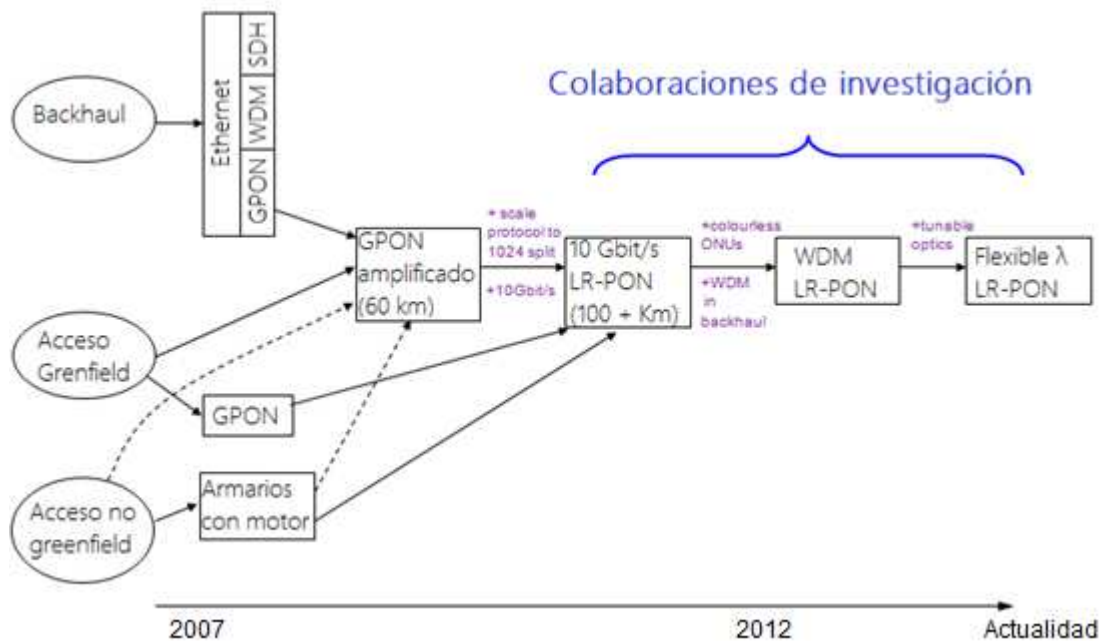 Colaboraciones de investigación
Backhaul
Ethernet
SDH
WDM
GPON
GPON
amplificado
(60 km)
+ scale
protocol to
1024 split
+10Gbit/s
10 Gbit/s
LR-PON
(100 + Km)
+colourless
ONUs
+WDM
in
backhaul
WDM
LR-PON
+tunable
optics
Flexible λ
LR-PON
Acceso
Grenfield
GPON
Acceso no
greenfield
Armarios
con motor
2007
2012
Actualidad